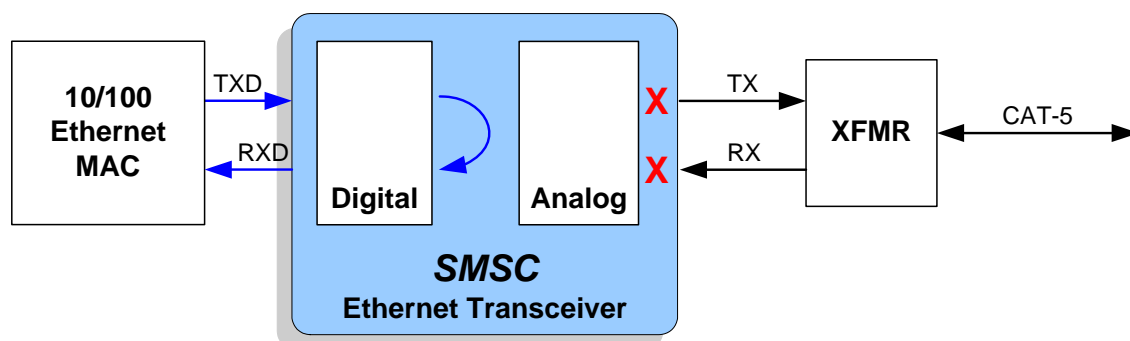 10/100
Ethernet
MAC
TXD
RXD
Digital
Analog
X
X
SMSC
Ethernet Transceiver
TX
RX
XFMR
CAT-5